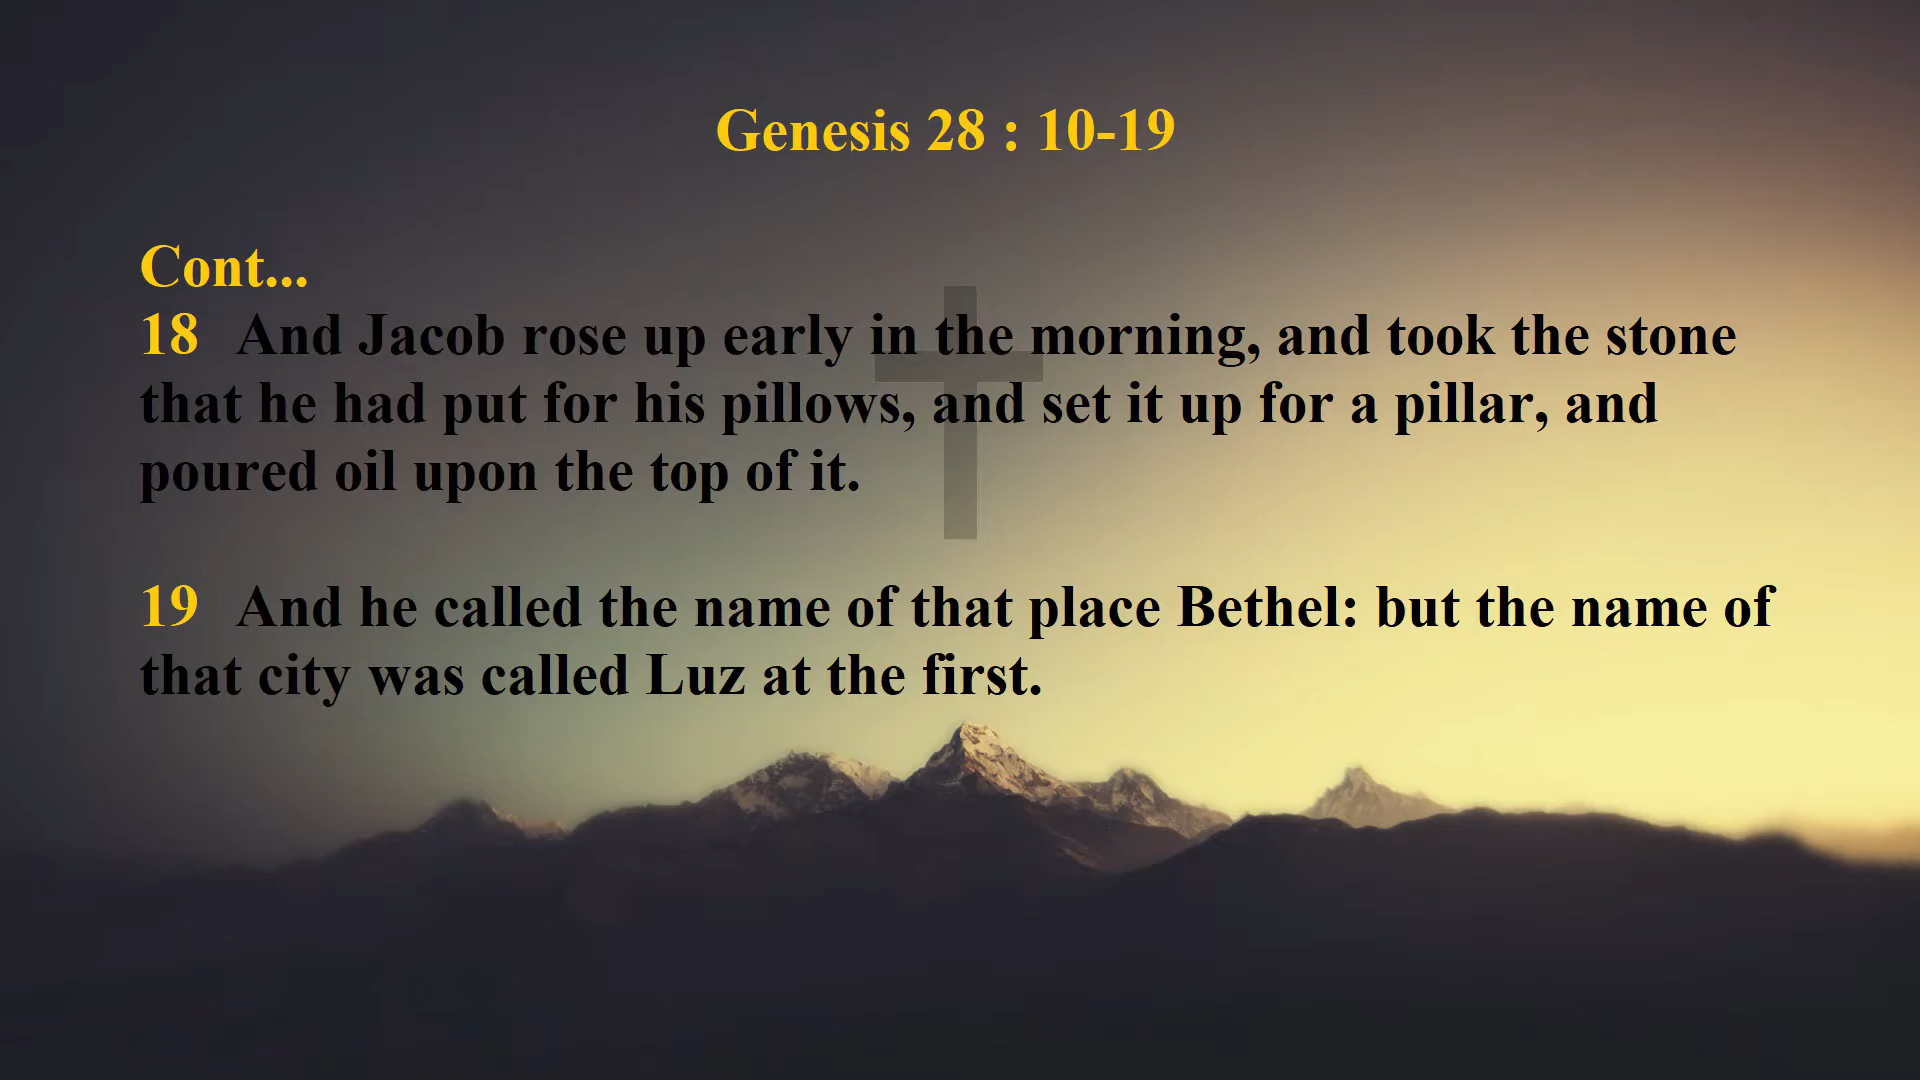 Genesis 28 : 10-19
Cont...
18 And Jacob rose up early in the morning, and took the stone
that he had put for his pillows, and set it up for a pillar, and
poured oil upon the top of it.
19 And he called the name of that place Bethel: but the name of
that city was called Luz at the first.